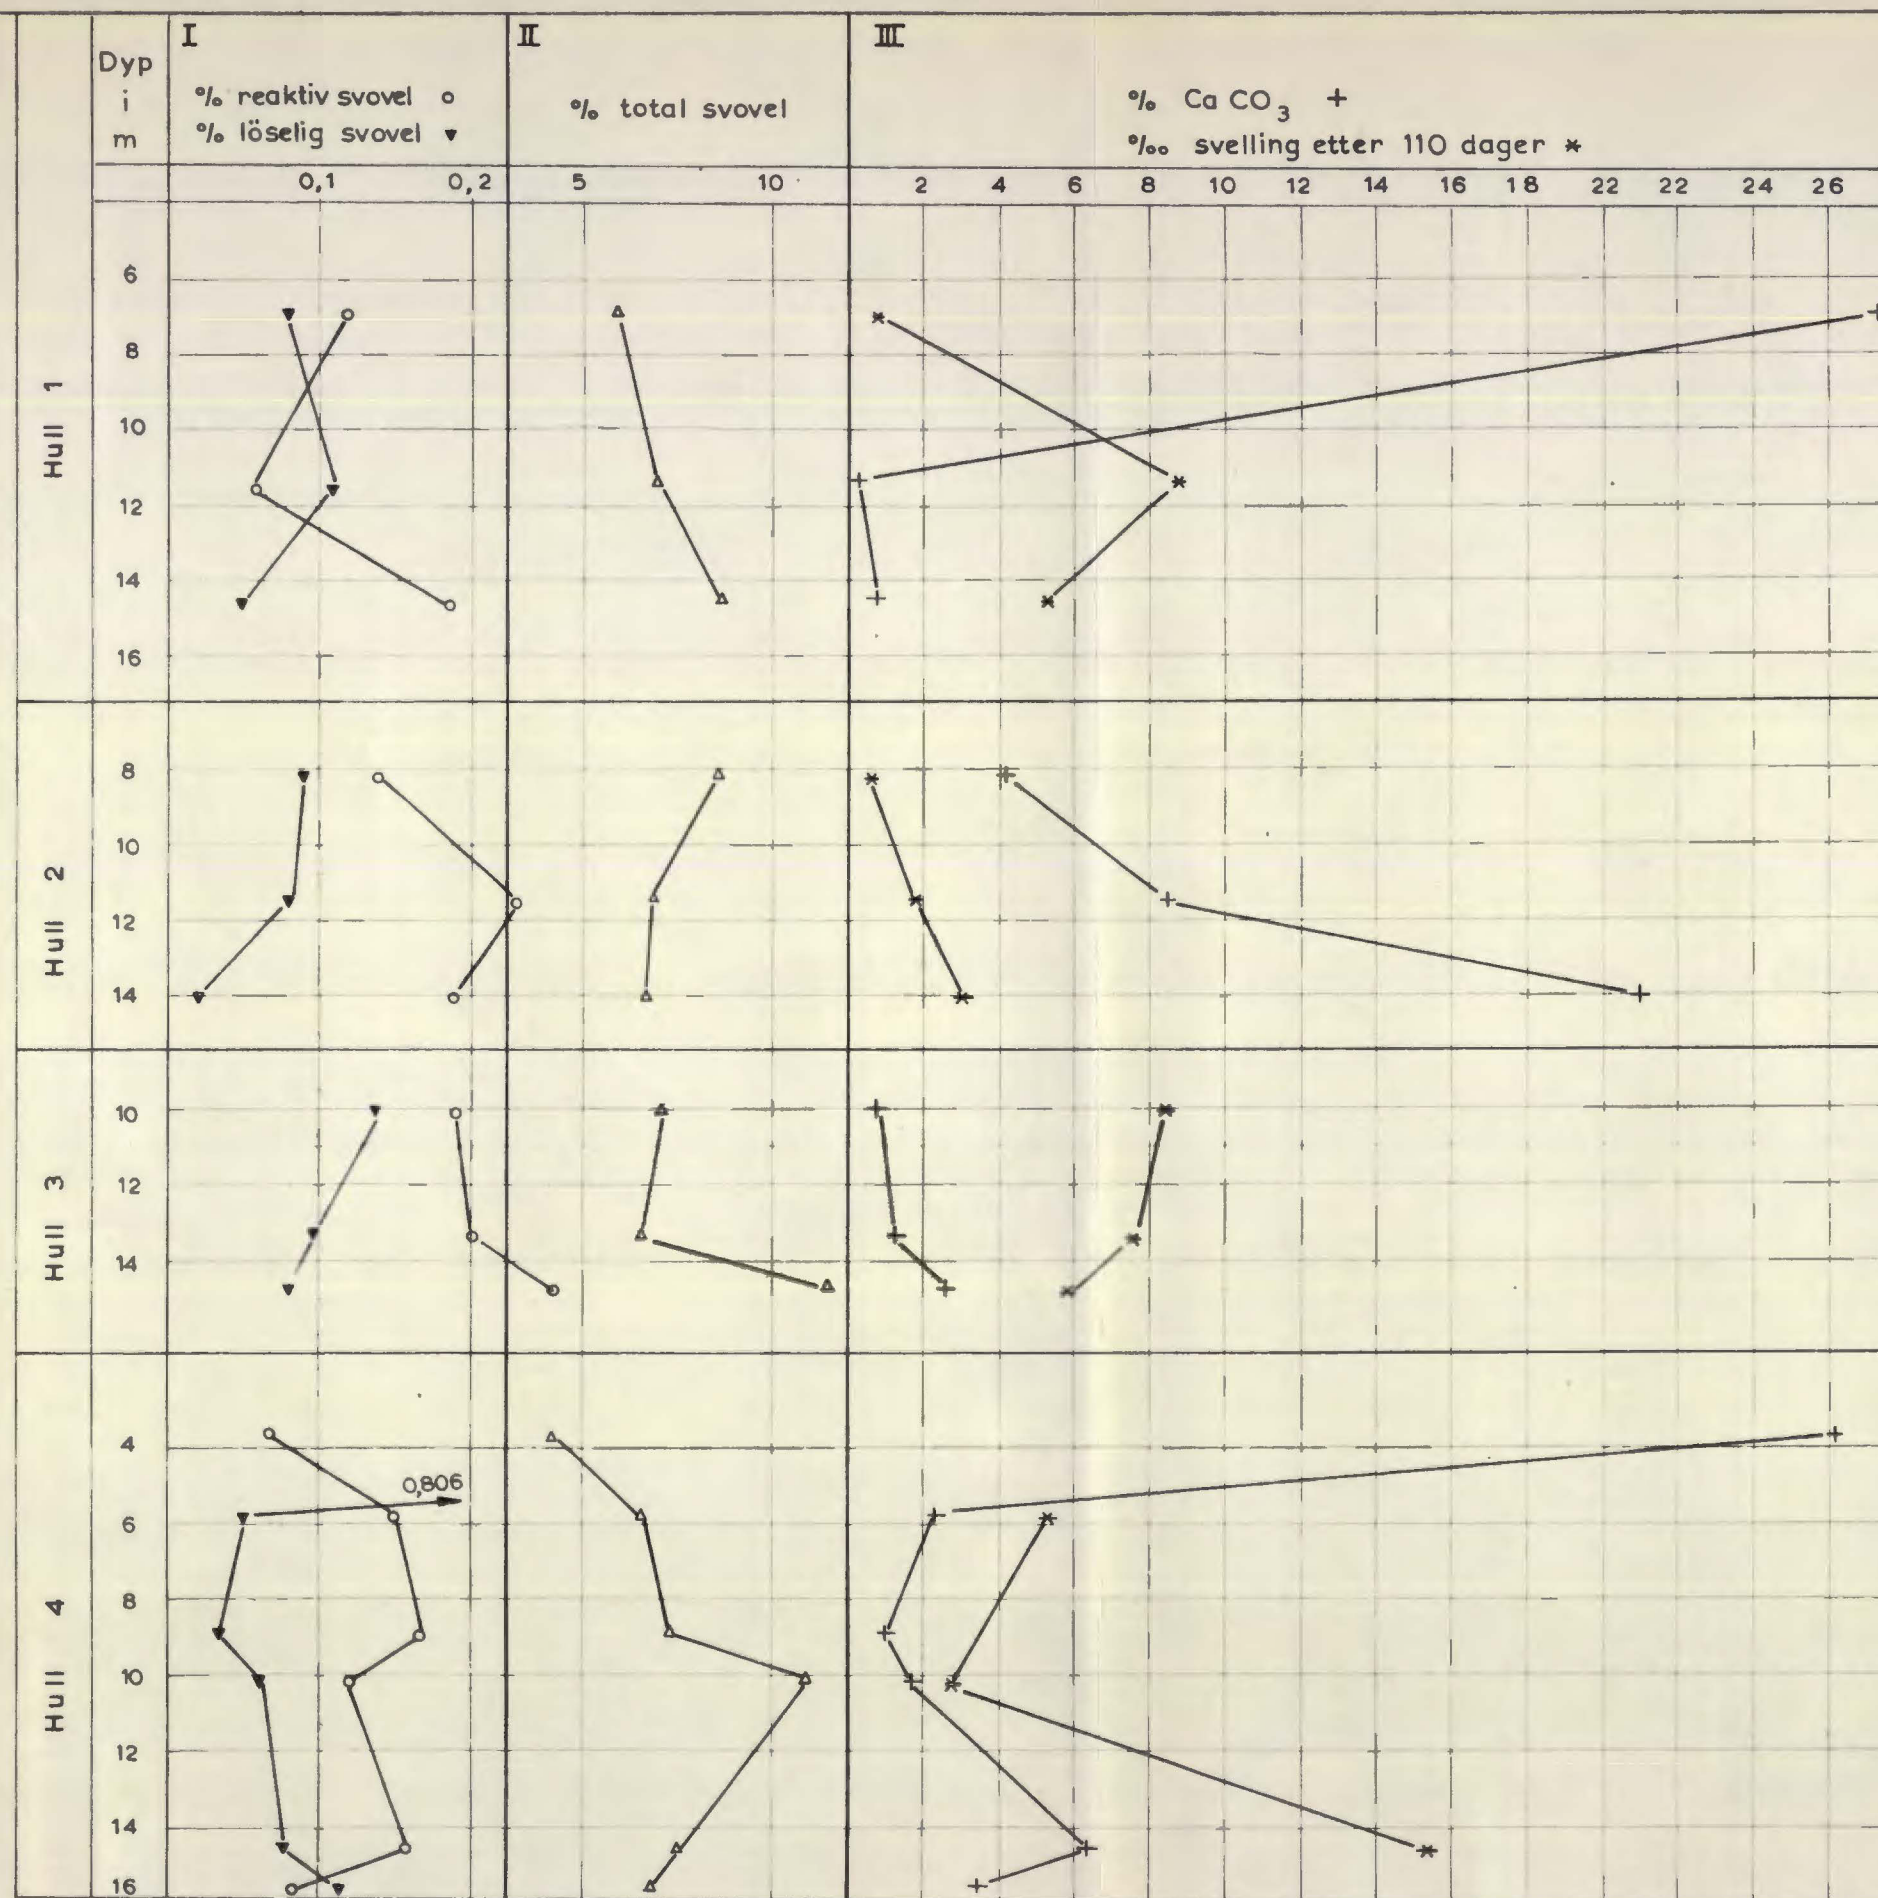 I
II
III
Dyp
i
m
% reaktiv svovel
% löselig svovel
% total svovel
% CaCO3 +
‰ svelling etter 110 dager *
0,1 0,2 5 10 2 4 6 8 10 12 14 16 18 22 22 24 26
Hull 1
6
8
10
12
14
16
Hull 2
8
10
12
14
Hull 3
10
12
14
Hull 4
4
0,806
6
8
10
12
14
16